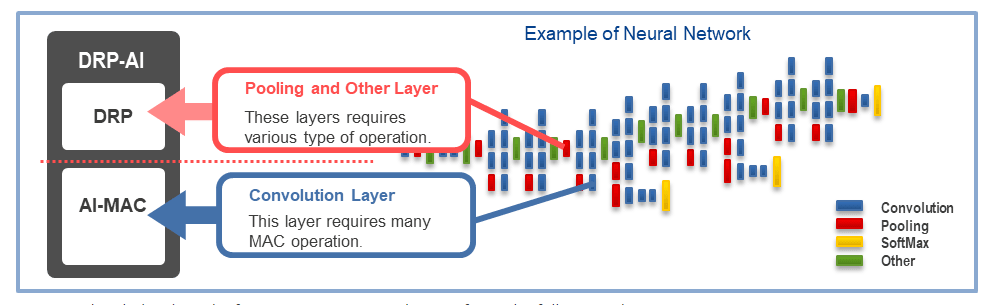 Example of Neural Network
DRP-AI
DRP
Pooling and Other Layer
These layers requires
various type of operation.
AI-MAC
Convolution Layer
This layer requires many
MAC operation.
Convolution
Pooling
SoftMax
Other